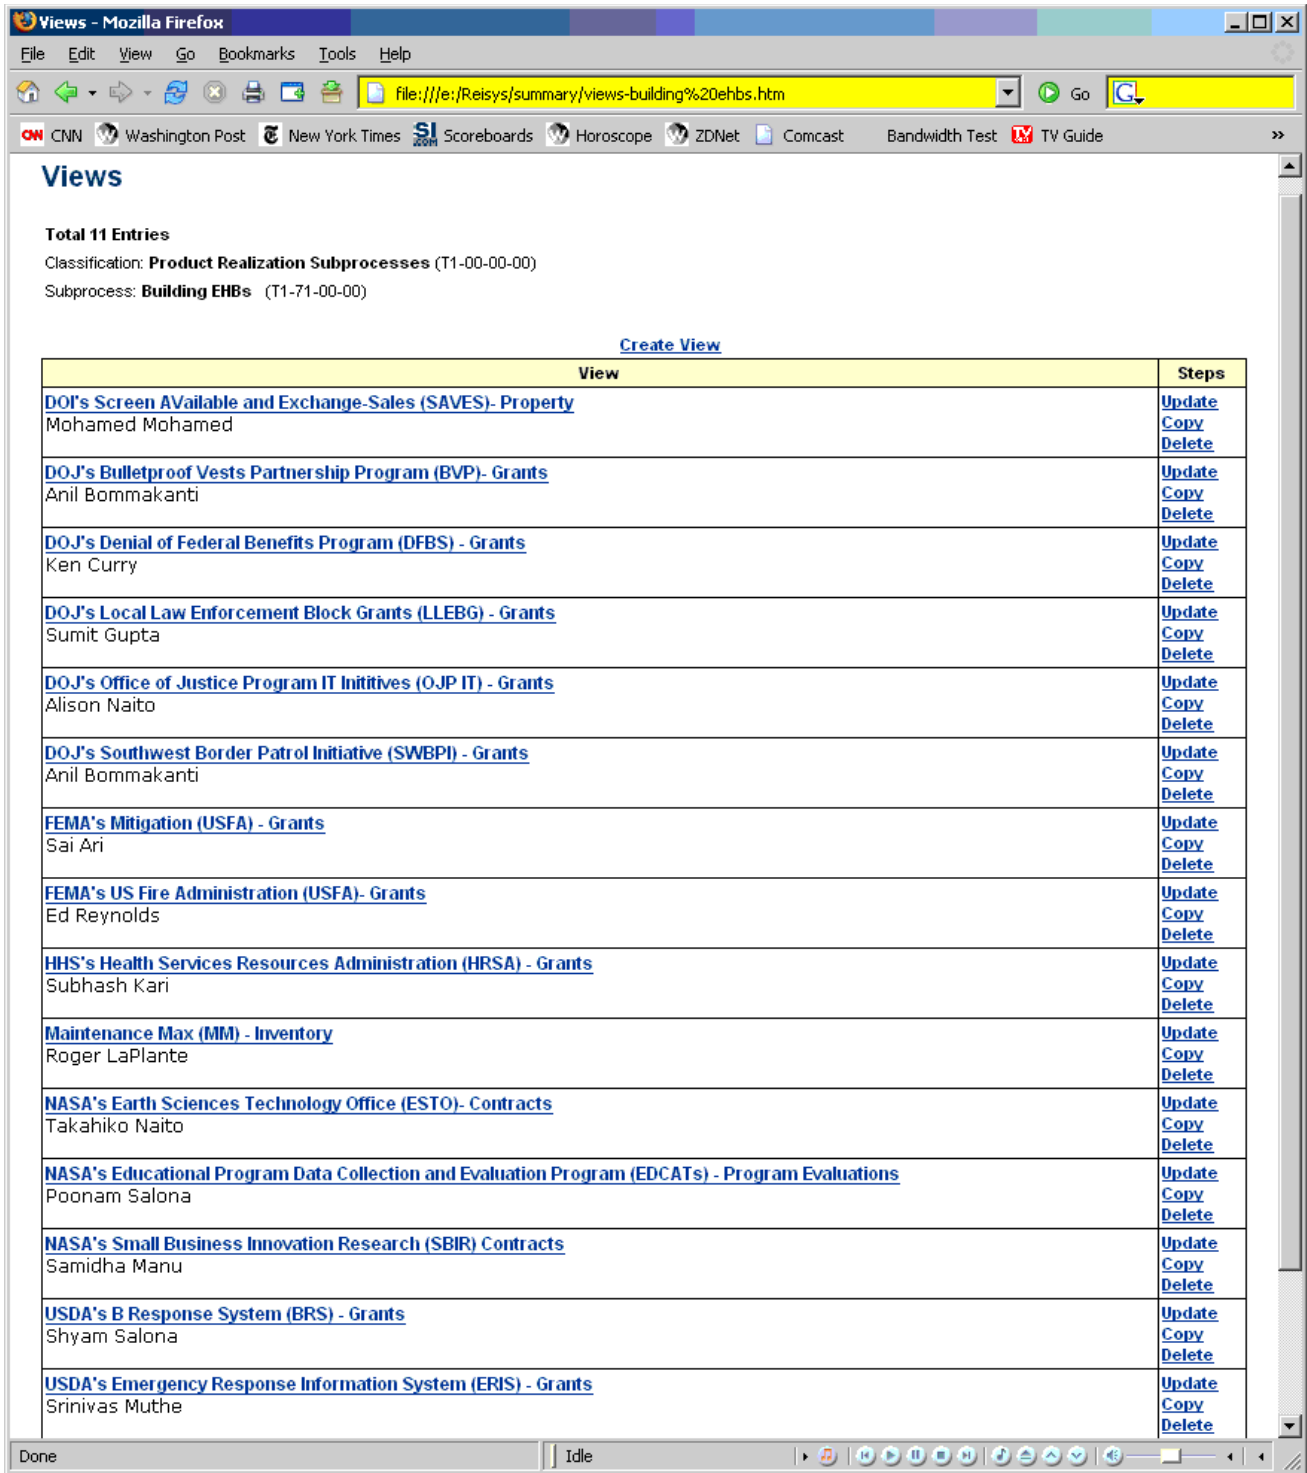 Views - Mozilla Firefox
File Edit View Go Bookmarks Tools Help
file:///e:/Reisys/summary/views-building%20ehbs.htm Go G
CNN CNN Washington Post New York Times SI.COM Scoreboards Horoscope ZDNet Comcast Bandwidth Test TV Guide »
Views
Total 11 Entries
Classification: Product Realization Subprocesses (T1-00-00-00)
Subprocess: Building EHBs (T1-71-00-00)
Create View
View Steps
DOI's Screen AVailable and Exchange-Sales (SAVES)- Property Update
Mohamed Mohamed Copy
Delete
DOJ's Bulletproof Vests Partnership Program (BVP)- Grants Update
Anil Bommakanti Copy
Delete
DOJ's Denial of Federal Benefits Program (DFBS) - Grants Update
Ken Curry Copy
Delete
DOJ's Local Law Enforcement Block Grants (LLEBG) - Grants Update
Sumit Gupta Copy
Delete
DOJ's Office of Justice Program IT Inititives (OJP IT) - Grants Update
Alison Naito Copy
Delete
DOJ's Southwest Border Patrol Initiative (SWBPI) - Grants Update
Anil Bommakanti Copy
Delete
FEMA's Mitigation (USFA) - Grants Update
Sai Ari Copy
Delete
FEMA's US Fire Administration (USFA)- Grants Update
Ed Reynolds Copy
Delete
HHS's Health Services Resources Administration (HRSA) - Grants Update
Subhash Kari Copy
Delete
Maintenance Max (MM) - Inventory Update
Roger LaPlante Copy
Delete
NASA's Earth Sciences Technology Office (ESTO)- Contracts Update
Takahiko Naito Copy
Delete
NASA's Educational Program Data Collection and Evaluation Program (EDCATs) - Program Evaluations Update
Poonam Salona Copy
Delete
NASA's Small Business Innovation Research (SBIR) Contracts Update
Samidha Manu Copy
Delete
USDA's B Response System (BRS) - Grants Update
Shyam Salona Copy
Delete
USDA's Emergency Response Information System (ERIS) - Grants Update
Srinivas Muthe Copy
Delete
Done Idle